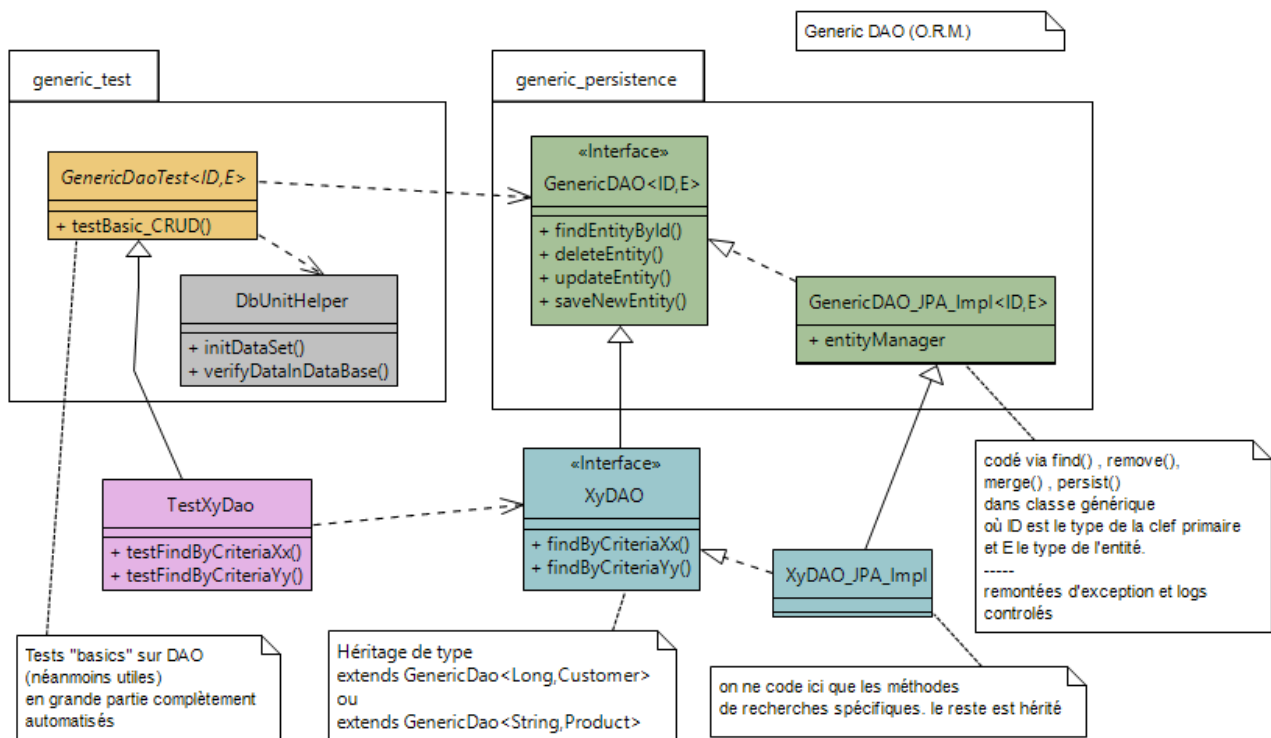 Generic DAO (O.R.M.)
generic_test
generic_persistence
GenericDaoTest<ID,E>
+ testBasic_CRUD()
«Interface»
GenericDAO<ID,E>
+ findEntityById()
+ deleteEntity()
+ updateEntity()
+ saveNewEntity()
DbUnitHelper
+ initDataSet()
+ verifyDataInDataBase()
GenericDAO_JPA_Impl<ID,E>
+ entityManager
TestXyDao
+ testFindByCriteriaXx()
+ testFindByCriteriaYy()
«Interface»
XyDAO
+ findByCriteriaXx()
+ findByCriteriaYy()
XyDAO_JPA_Impl
codé via find() , remove(),
merge() , persist()
dans classe générique
où ID est le type de la clef primaire
et E le type de l'entité.
-----
remontées d'exception et logs
controlés
Tests "basics" sur DAO
(néanmoins utiles)
en grande partie complètement
automatisés
Héritage de type
extends GenericDao<Long,Customer>
ou
extends GenericDao<String,Product>
on ne code ici que les méthodes
de recherches spécifiques. le reste est hérité